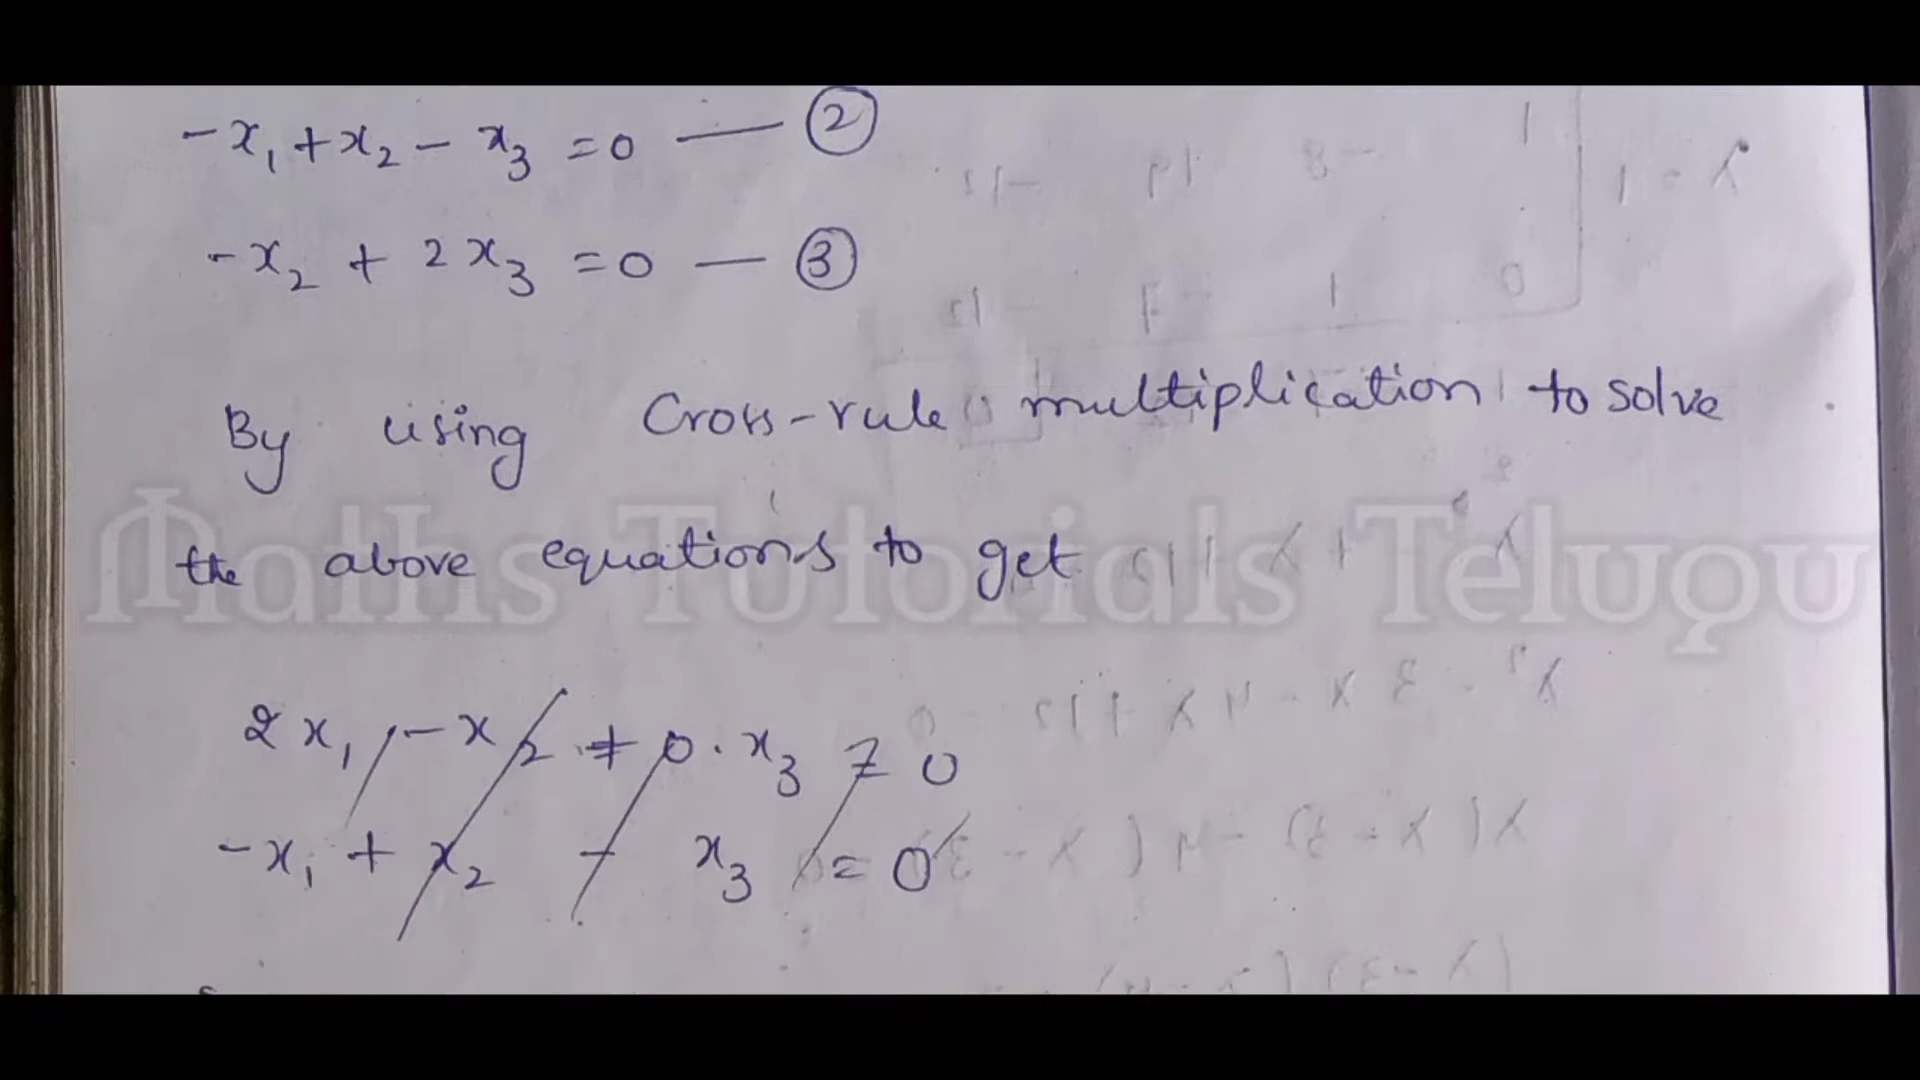 -x₁ + x₂ - x₃ = 0 — ②
-x₂ + 2x₃ = 0 — ③
By using Cross-rule multiplication to solve
the above equations to get
Maths Tutorials Telugu
2x₁ - x₂ + 0·x₃ = 0
-x₁ + x₂ - x₃ = 0